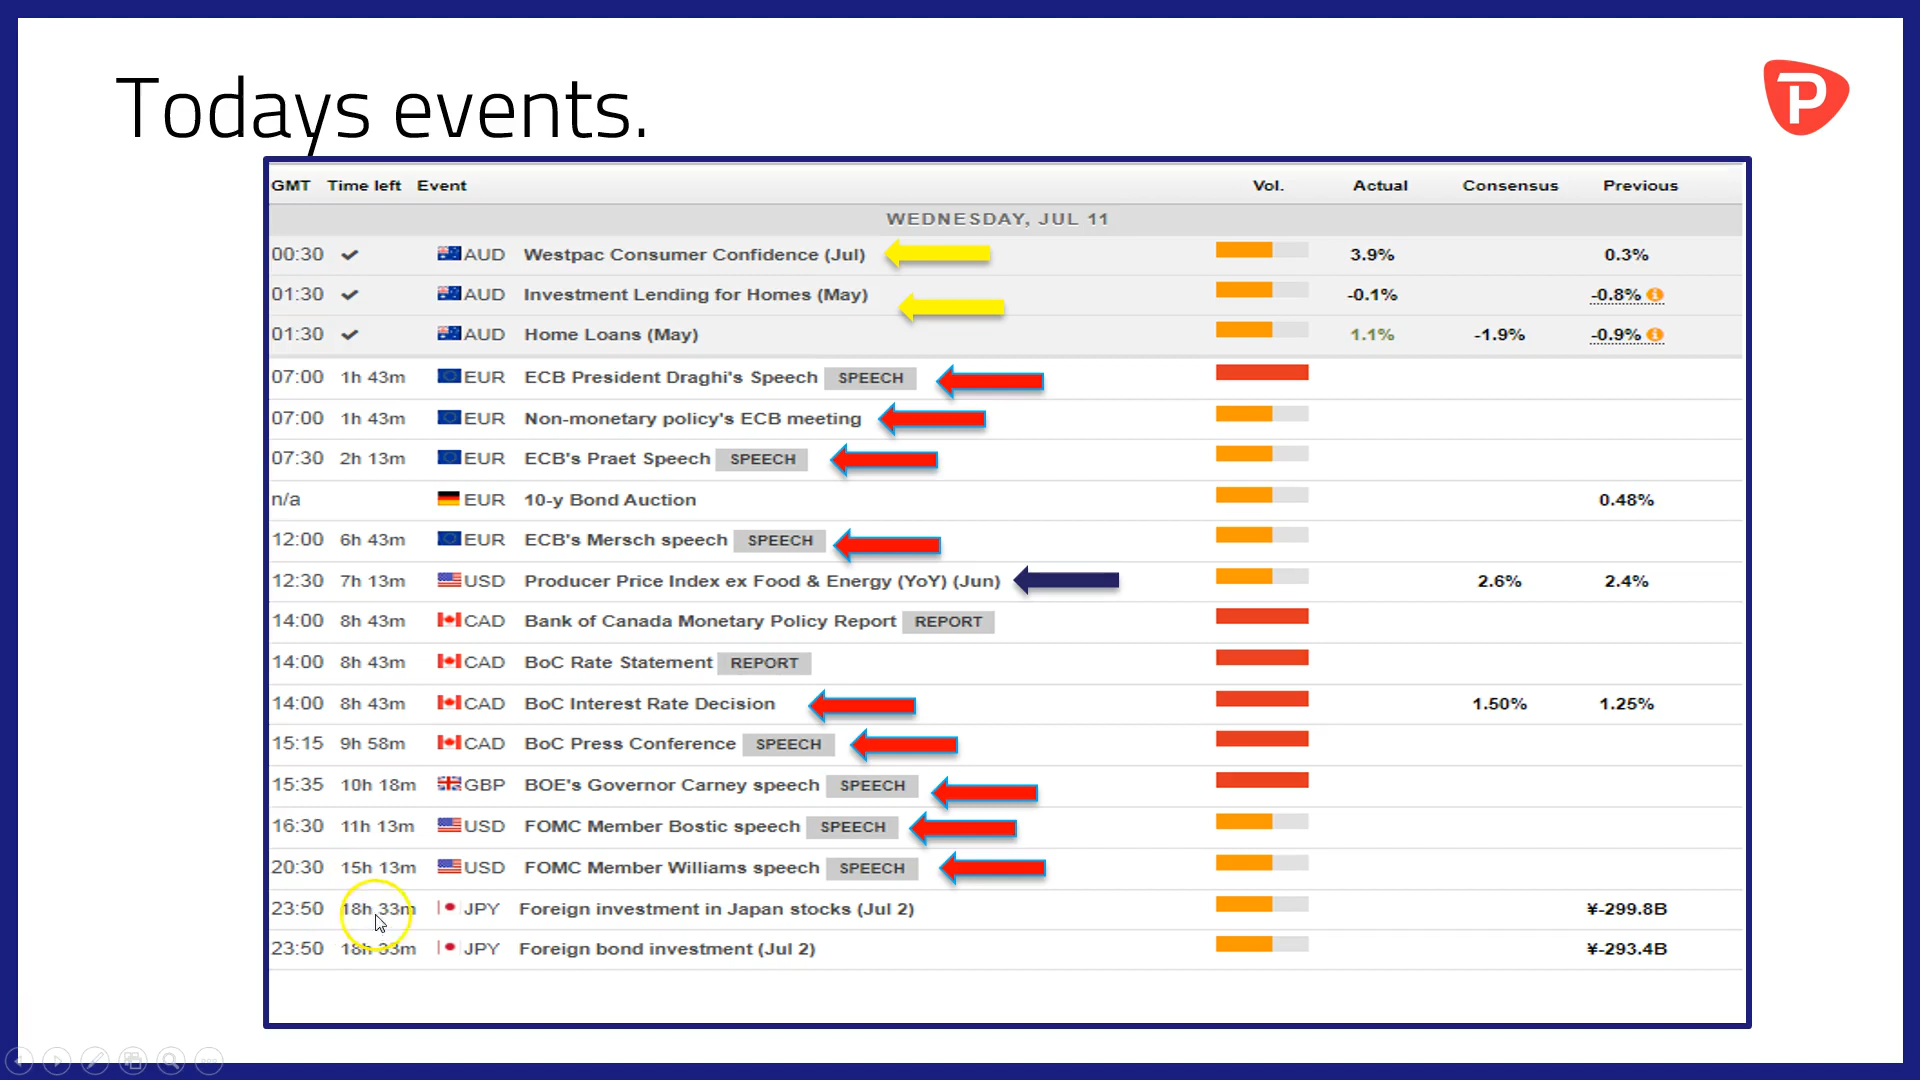 Todays events.
P
GMT Time left Event Vol. Actual Consensus Previous
WEDNESDAY, JUL 11
00:30 AUD Westpac Consumer Confidence (Jul) 3.9% 0.3%
01:30 AUD Investment Lending for Homes (May) -0.1% -0.8%
01:30 AUD Home Loans (May) 1.1% -1.9% -0.9%
07:00 1h 43m EUR ECB President Draghi's Speech SPEECH
07:00 1h 43m EUR Non-monetary policy's ECB meeting
07:30 2h 13m EUR ECB's Praet Speech SPEECH
n/a EUR 10-y Bond Auction 0.48%
12:00 6h 43m EUR ECB's Mersch speech SPEECH
12:30 7h 13m USD Producer Price Index ex Food & Energy (YoY) (Jun) 2.6% 2.4%
14:00 8h 43m CAD Bank of Canada Monetary Policy Report REPORT
14:00 8h 43m CAD BoC Rate Statement REPORT
14:00 8h 43m CAD BoC Interest Rate Decision 1.50% 1.25%
15:15 9h 58m CAD BoC Press Conference SPEECH
15:35 10h 18m GBP BOE's Governor Carney speech SPEECH
16:30 11h 13m USD FOMC Member Bostic speech SPEECH
20:30 15h 13m USD FOMC Member Williams speech SPEECH
23:50 18h 33m JPY Foreign investment in Japan stocks (Jul 2) ¥-299.8B
23:50 18h 33m JPY Foreign bond investment (Jul 2) ¥-293.4B